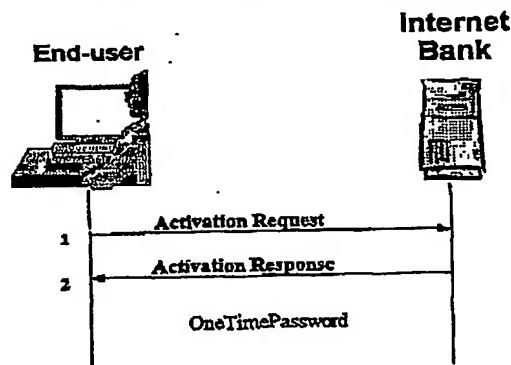 End-user
Internet
Bank
1
Activation Request
2
Activation Response
OneTimePassword